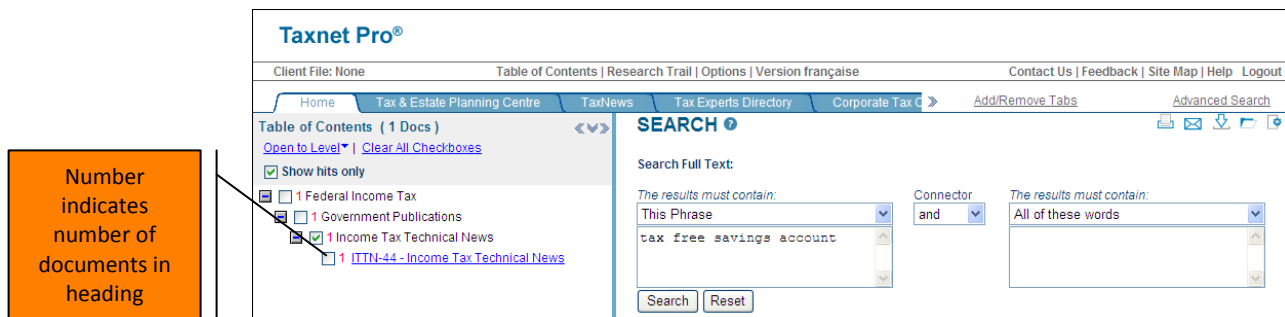 Taxnet Pro®
Client File: None Table of Contents | Research Trail | Options | Version française Contact Us | Feedback | Site Map | Help Logout
Home Tax & Estate Planning Centre TaxNews Tax Experts Directory Corporate Tax C » Add/Remove Tabs Advanced Search
Table of Contents ( 1 Docs )
Open to Level | Clear All Checkboxes
Show hits only
1 Federal Income Tax
1 Government Publications
1 Income Tax Technical News
1 ITTN-44 - Income Tax Technical News
Number
indicates
number of
documents in
heading
SEARCH
Search Full Text:
The results must contain: Connector The results must contain:
This Phrase and All of these words
tax free savings account
Search Reset